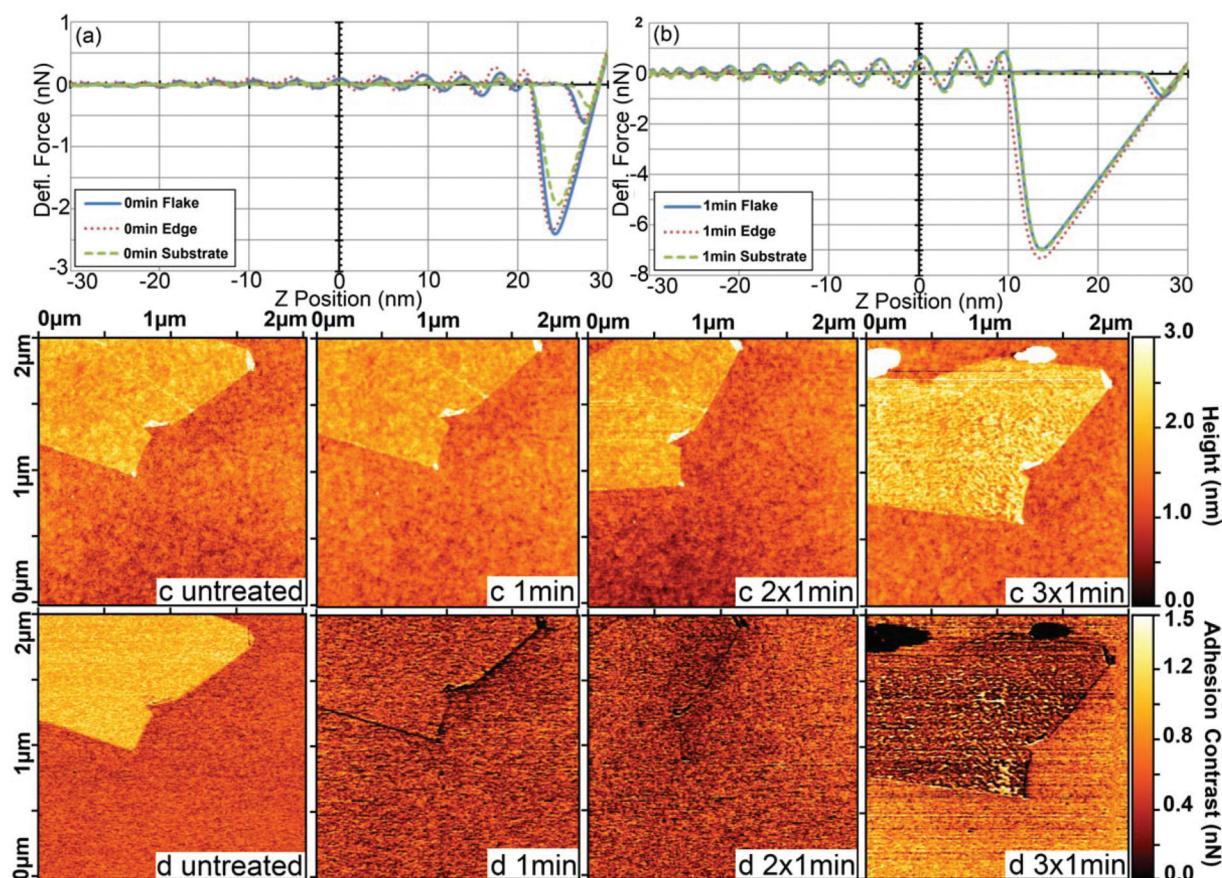 (a)
1
0
-1
-2
-3
Defl. Force (nN)
0min Flake
0min Edge
0min Substrate
-30 -20 -10 0 10 20 30
Z Position (nm)
(b)
2
0
-2
-4
-6
-8
Defl. Force (nN)
1min Flake
1min Edge
1min Substrate
-30 -20 -10 0 10 20 30
Z Position (nm)
0µm 1µm 2µm 0µm 1µm 2µm 0µm 1µm 2µm 0µm 1µm 2µm
2µm
1µm
0µm
c untreated
c 1min
c 2x1min
c 3x1min
3.0
2.0
1.0
0.0
Height (nm)
2µm
1µm
0µm
d untreated
d 1min
d 2x1min
d 3x1min
1.5
1.2
0.8
0.4
0.0
Adhesion Contrast (nN)